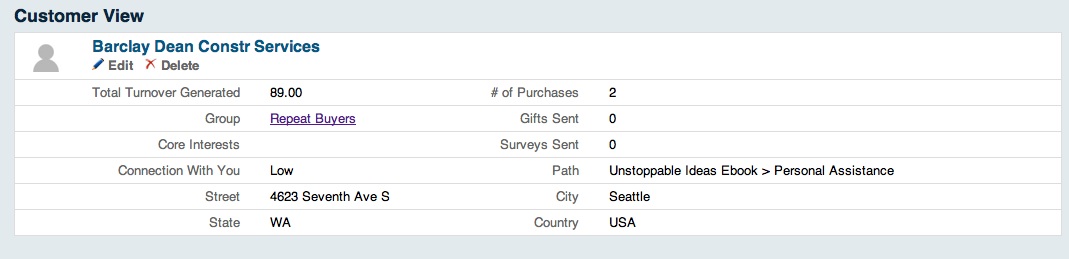 Customer View
Barclay Dean Constr Services
Edit Delete
Total Turnover Generated 89.00 # of Purchases 2
Group Repeat Buyers Gifts Sent 0
Core Interests Surveys Sent 0
Connection With You Low Path Unstoppable Ideas Ebook > Personal Assistance
Street 4623 Seventh Ave S City Seattle
State WA Country USA